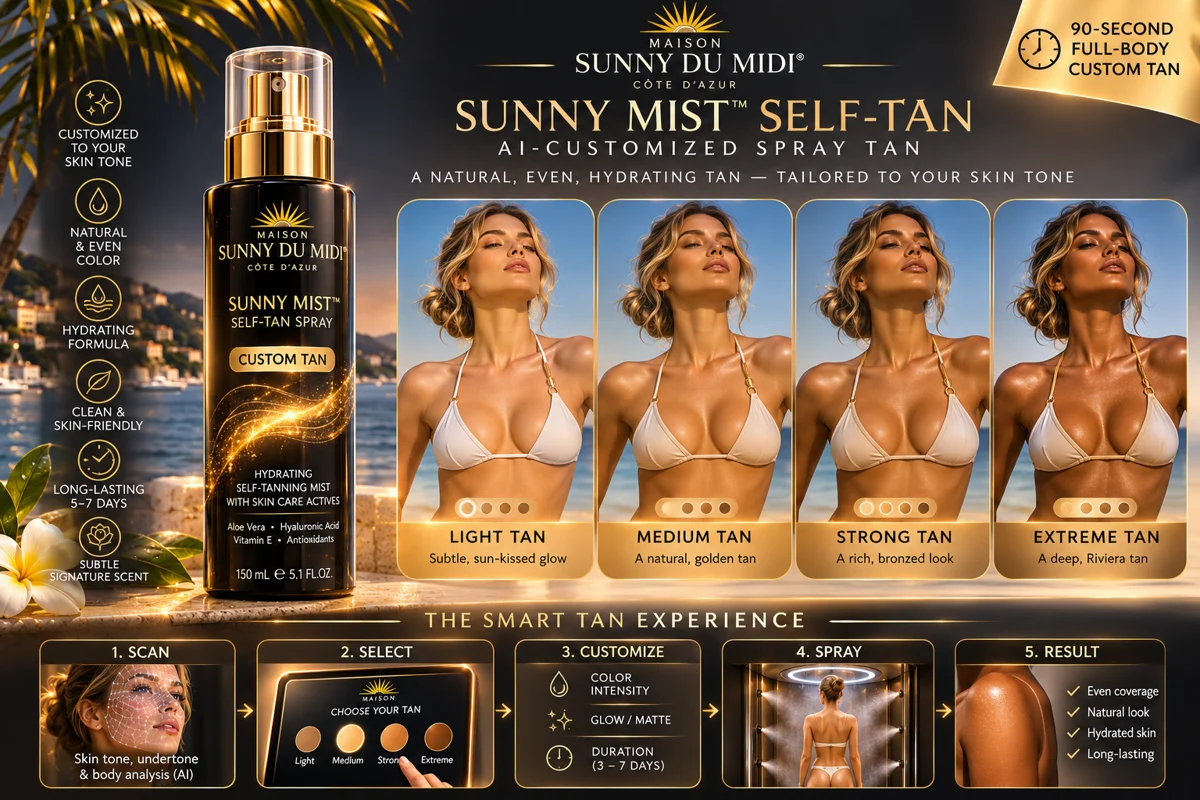 MAISON
SUNNY DU MIDI®
CÔTE D'AZUR
SUNNY MIST™ SELF-TAN
AI-CUSTOMIZED SPRAY TAN
A NATURAL, EVEN, HYDRATING TAN — TAILORED TO YOUR SKIN TONE
90-SECOND
FULL-BODY
CUSTOM TAN
CUSTOMIZED
TO YOUR
SKIN TONE
NATURAL
& EVEN
COLOR
HYDRATING
FORMULA
CLEAN &
SKIN-FRIENDLY
LONG-LASTING
5–7 DAYS
SUBTLE
SIGNATURE SCENT
MAISON
SUNNY DU MIDI®
CÔTE D'AZUR
SUNNY MIST™
SELF-TAN SPRAY
CUSTOM TAN
HYDRATING
SELF-TANNING MIST
WITH SKIN CARE ACTIVES
Aloe Vera • Hyaluronic Acid
Vitamin E • Antioxidants
150 mL ℮ 5.1 FL.OZ.
LIGHT TAN
Subtle, sun-kissed glow
MEDIUM TAN
A natural, golden tan
STRONG TAN
A rich, bronzed look
EXTREME TAN
A deep, Riviera tan
THE SMART TAN EXPERIENCE
1. SCAN
Skin tone, undertone
& body analysis (AI)
2. SELECT
MAISON
CHOOSE YOUR TAN
Light Medium Strong Extreme
3. CUSTOMIZE
COLOR
INTENSITY
GLOW / MATTE
DURATION
(3 – 7 DAYS)
4. SPRAY
5. RESULT
✓ Even coverage
✓ Natural look
✓ Hydrated skin
✓ Long-lasting